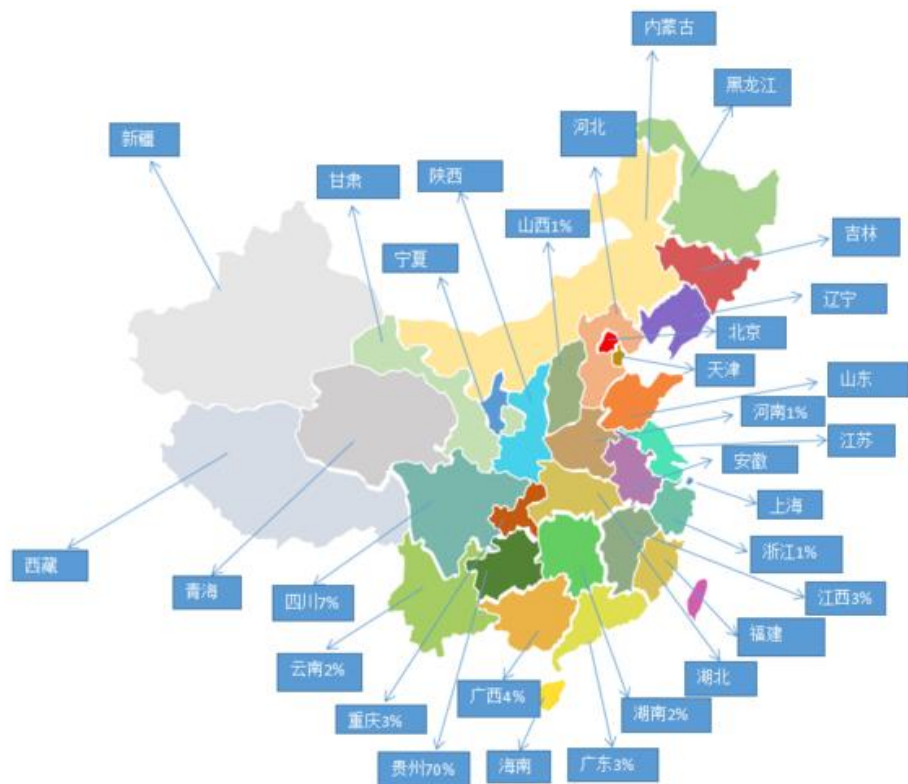 内蒙古
黑龙江
河北
新疆
甘肃
陕西
山西1%
宁夏
吉林
辽宁
北京
天津
山东
河南1%
江苏
安徽
上海
浙江1%
西藏
青海
四川7%
江西3%
福建
云南2%
湖北
广西4%
重庆3%
湖南2%
贵州70%
海南
广东3%